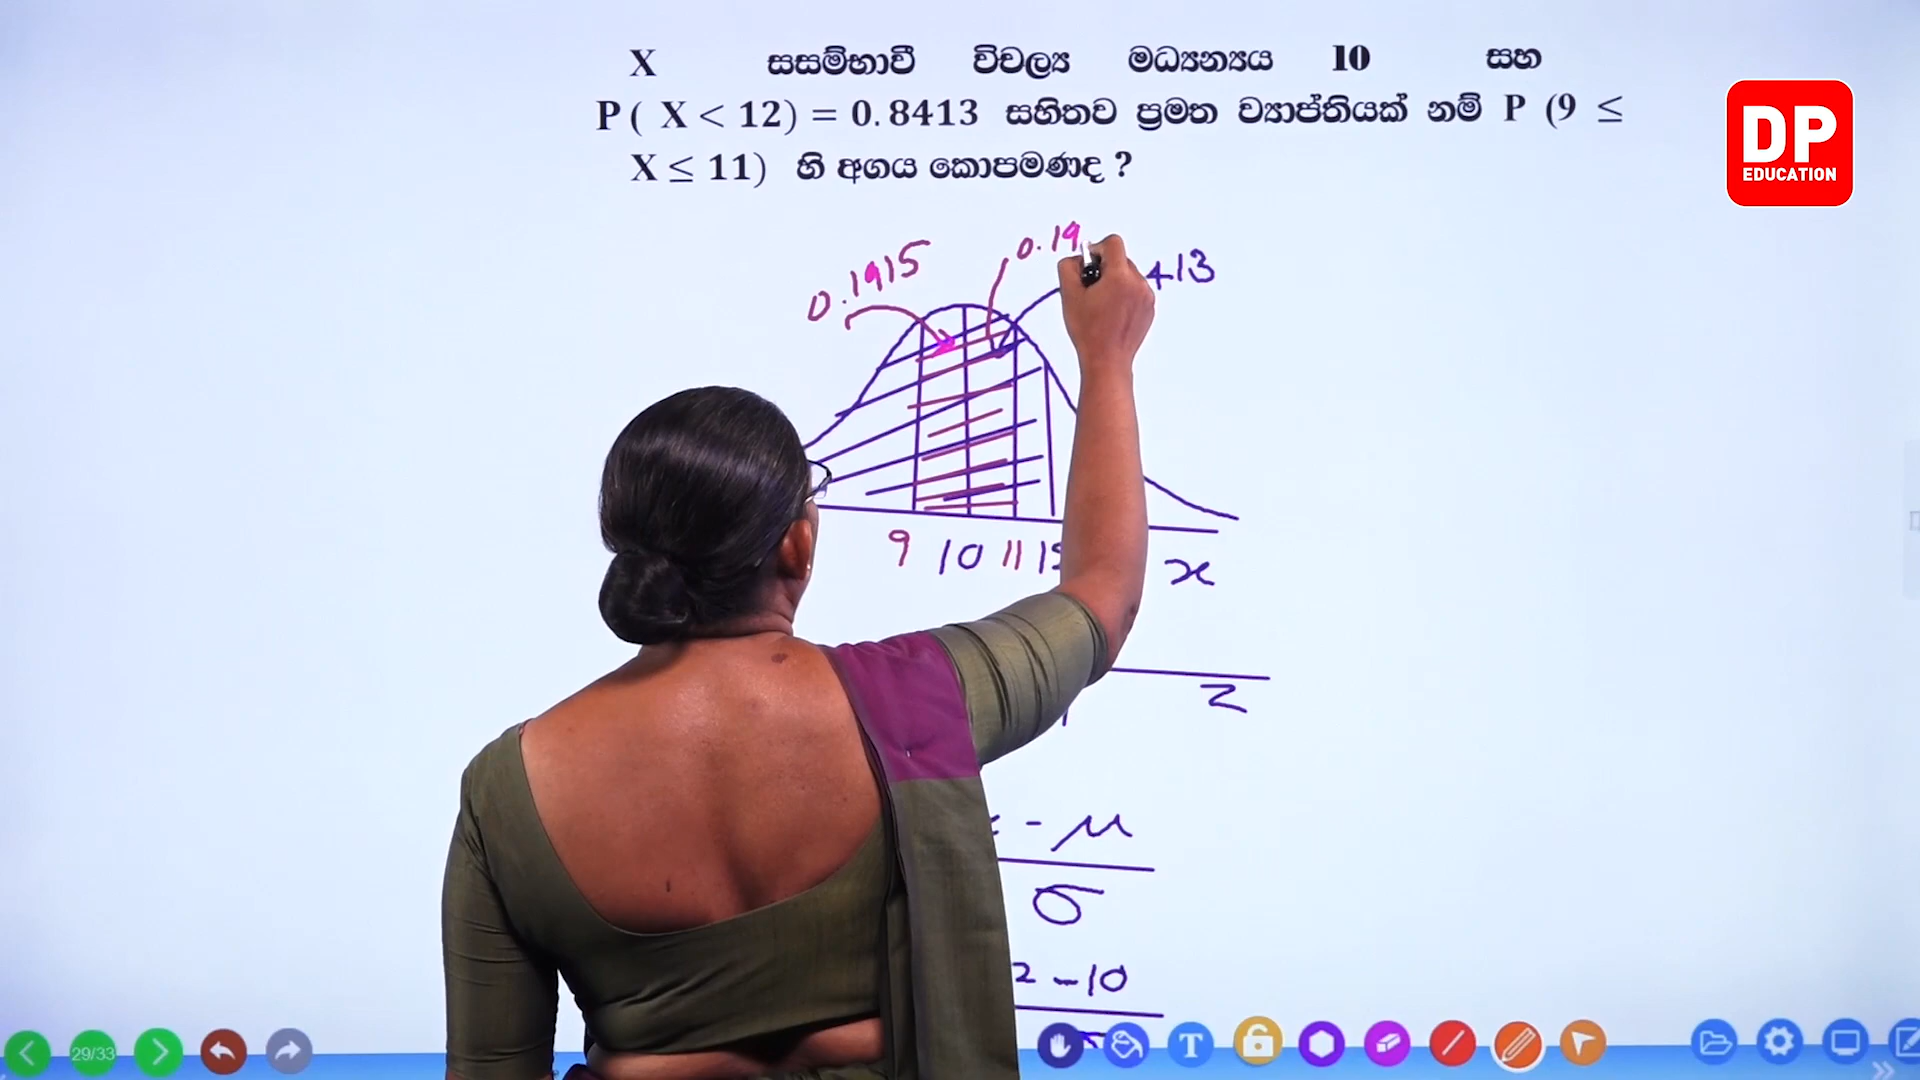 X සසම්භාවී විචල්‍ය මධ්‍යන්‍යය 10 සහ
P ( X < 12) = 0.8413 සහිතව ප්‍රමත ව්‍යාප්තියක් නම් P (9 ≤
X ≤ 11) හි අගය කොපමණද ?
DP
EDUCATION
0.1915
0.19
413
9 10 11
x
z
- μ
σ
2 - 10
29/33
T